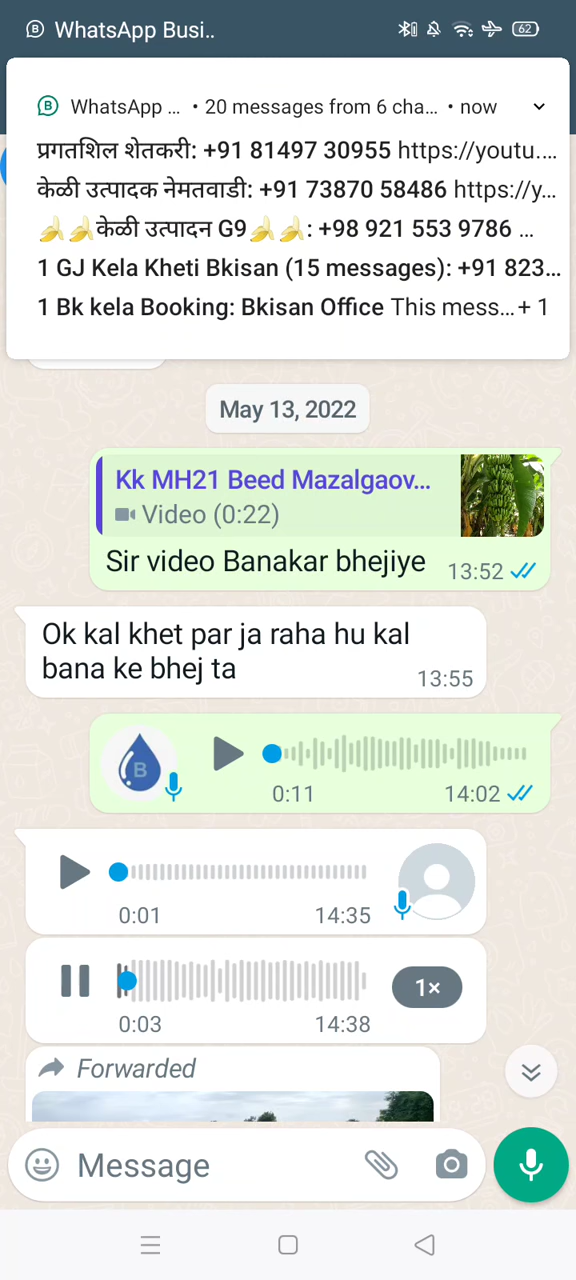 WhatsApp Busi..
62
WhatsApp ... • 20 messages from 6 cha... • now
प्रगतशिल शेतकरी: +91 81497 30955 https://youtu....
केळी उत्पादक नेमतवाडी: +91 73870 58486 https://y...
🍌🍌केळी उत्पादन G9🍌🍌: +98 921 553 9786 ...
1 GJ Kela Kheti Bkisan (15 messages): +91 823...
1 Bk kela Booking: Bkisan Office This mess...+ 1
May 13, 2022
Kk MH21 Beed Mazalgaov...
Video (0:22)
Sir video Banakar bhejiye 13:52
Ok kal khet par ja raha hu kal
bana ke bhej ta 13:55
B
0:11 14:02
0:01 14:35
1×
0:03 14:38
Forwarded
Message